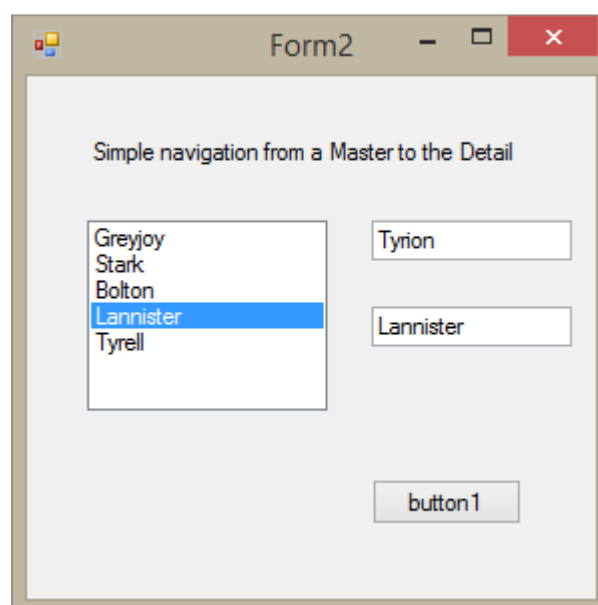 Form2
Simple navigation from a Master to the Detail
Greyjoy
Stark
Bolton
Lannister
Tyrell
Tyrion
Lannister
button1